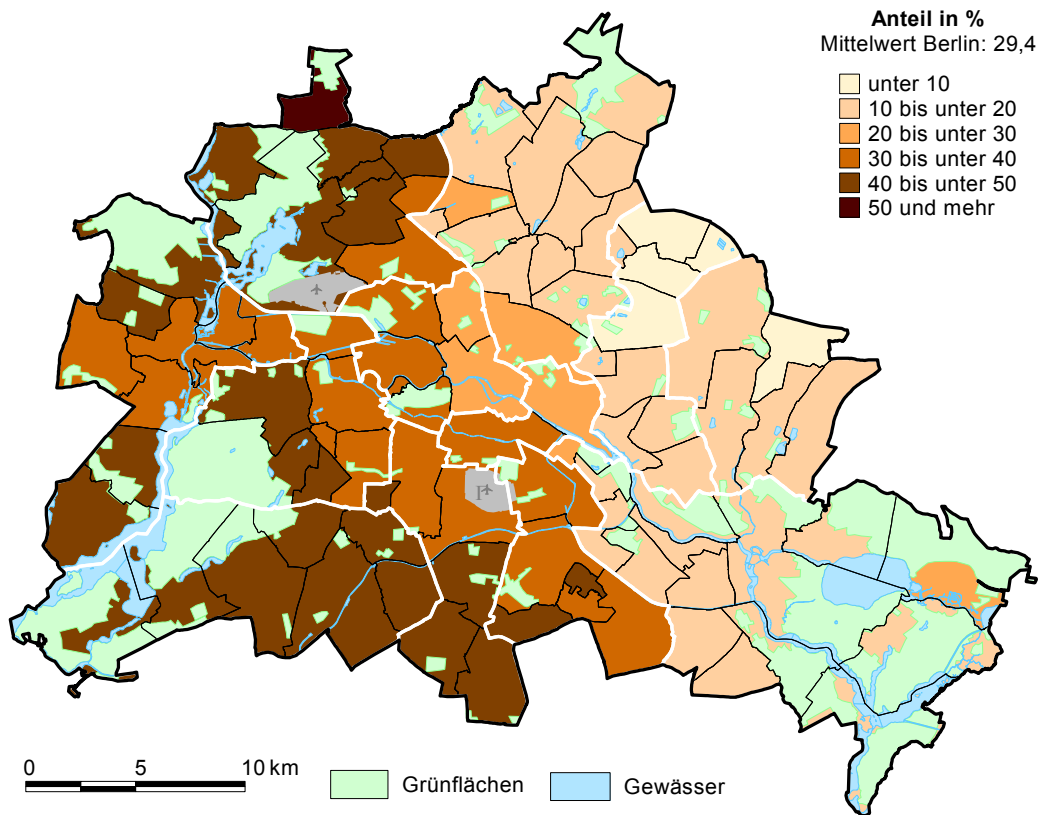 Anteil in %
Mittelwert Berlin: 29,4
unter 10
10 bis unter 20
20 bis unter 30
30 bis unter 40
40 bis unter 50
50 und mehr
0 5 10 km
Grünflächen
Gewässer